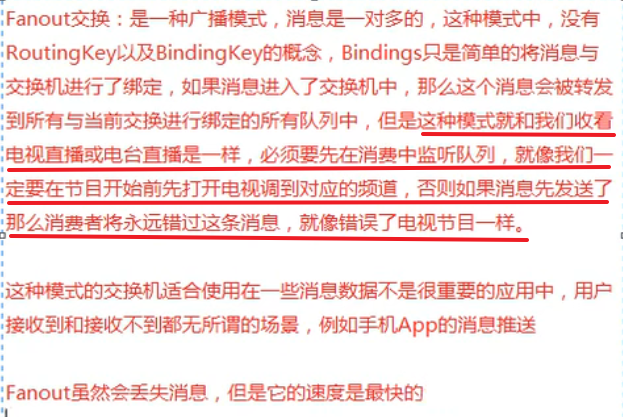 Fanout交换：是一种广播模式，消息是一对多的，这种模式中，没有
RoutingKey以及BindingKey的概念，Bindings只是简单的将消息与
交换机进行了绑定，如果消息进入了交换机中，那么这个消息会被转发
到所有与当前交换进行绑定的所有队列中，但是这种模式就和我们收看
电视直播或电台直播是一样，必须要先在消费中监听队列，就像我们一
定要在节目开始前先打开电视调到对应的频道，否则如果消息先发送了
那么消费者将永远错过这条消息，就像错误了电视节目一样。
这种模式的交换机适合使用在一些消息数据不是很重要的应用中，用户
接收到和接收不到都无所谓的场景，例如手机App的消息推送
Fanout虽然会丢失消息，但是它的速度是最快的